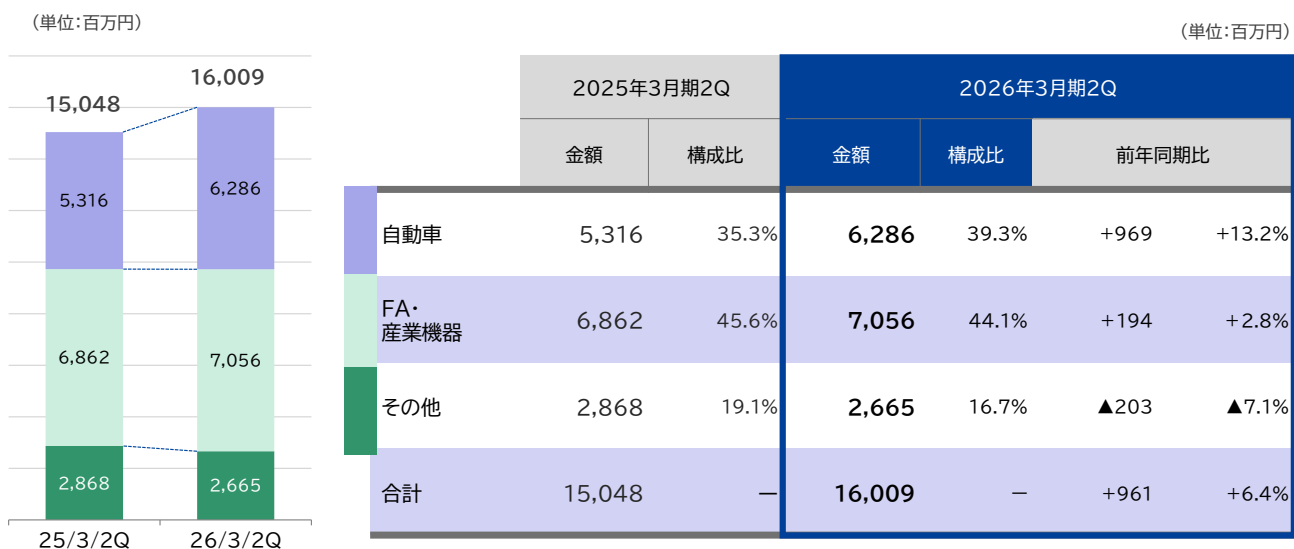 （単位：百万円）
16,009
15,048
5,316
6,286
6,862
7,056
2,868
2,665
25/3/2Q 26/3/2Q
（単位：百万円）
2025年3月期2Q 2026年3月期2Q
金額 構成比 金額 構成比 前年同期比
自動車 5,316 35.3% 6,286 39.3% +969 +13.2%
FA・
産業機器 6,862 45.6% 7,056 44.1% +194 +2.8%
その他 2,868 19.1% 2,665 16.7% ▲203 ▲7.1%
合計 15,048 － 16,009 － +961 +6.4%